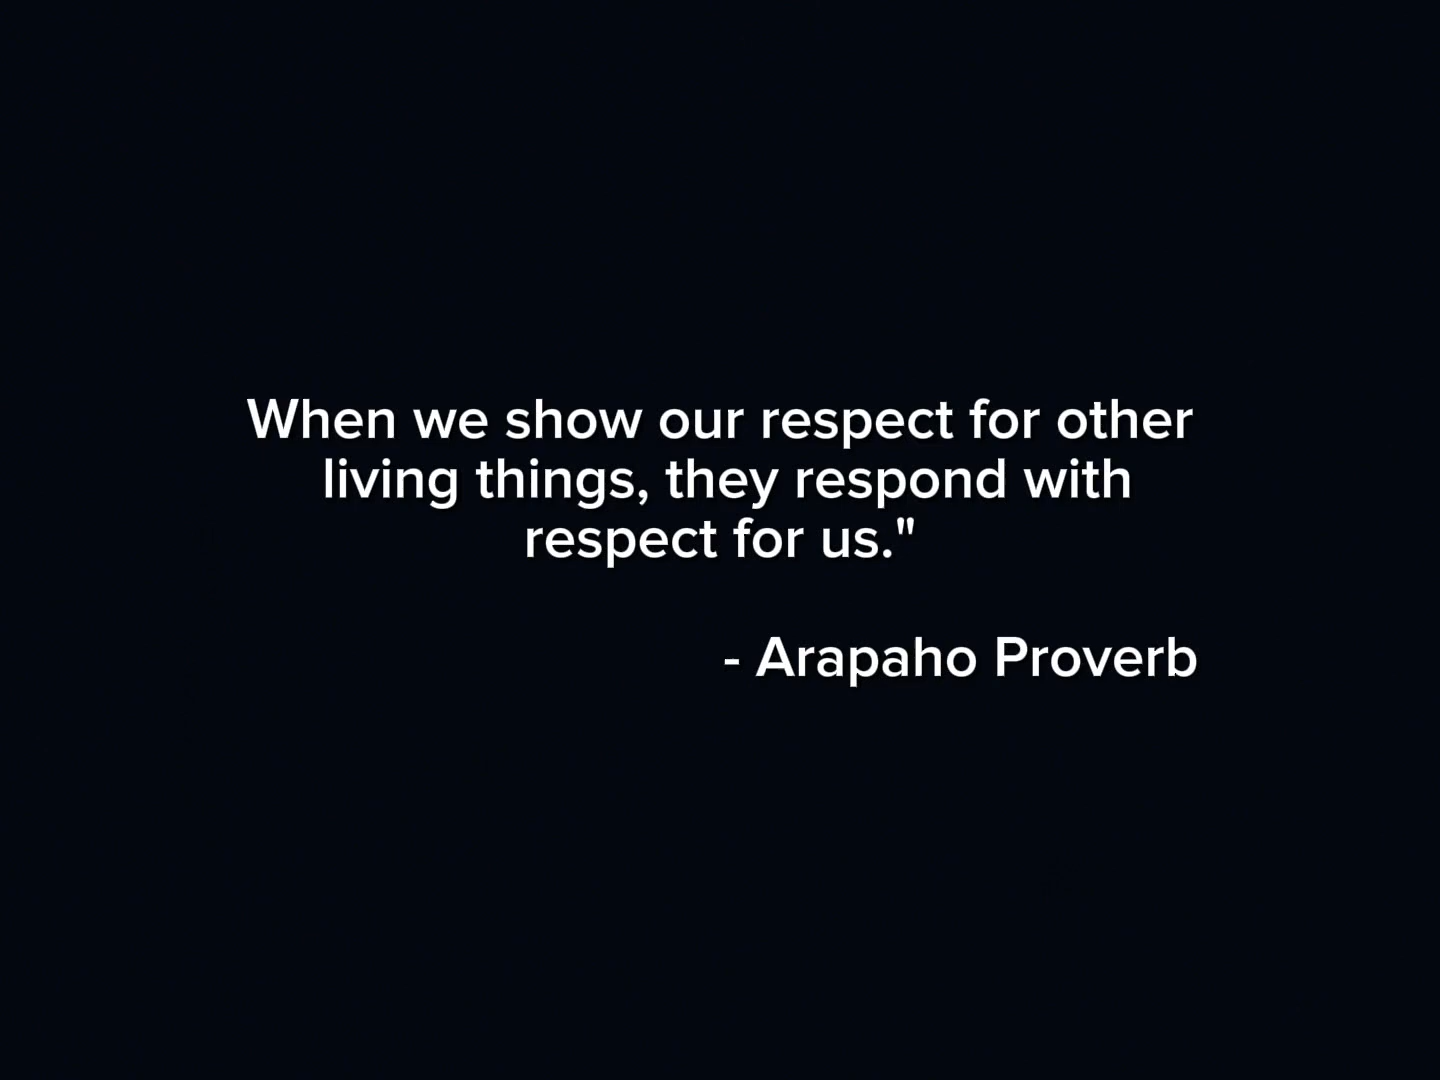 When we show our respect for other
living things, they respond with
respect for us."
- Arapaho Proverb